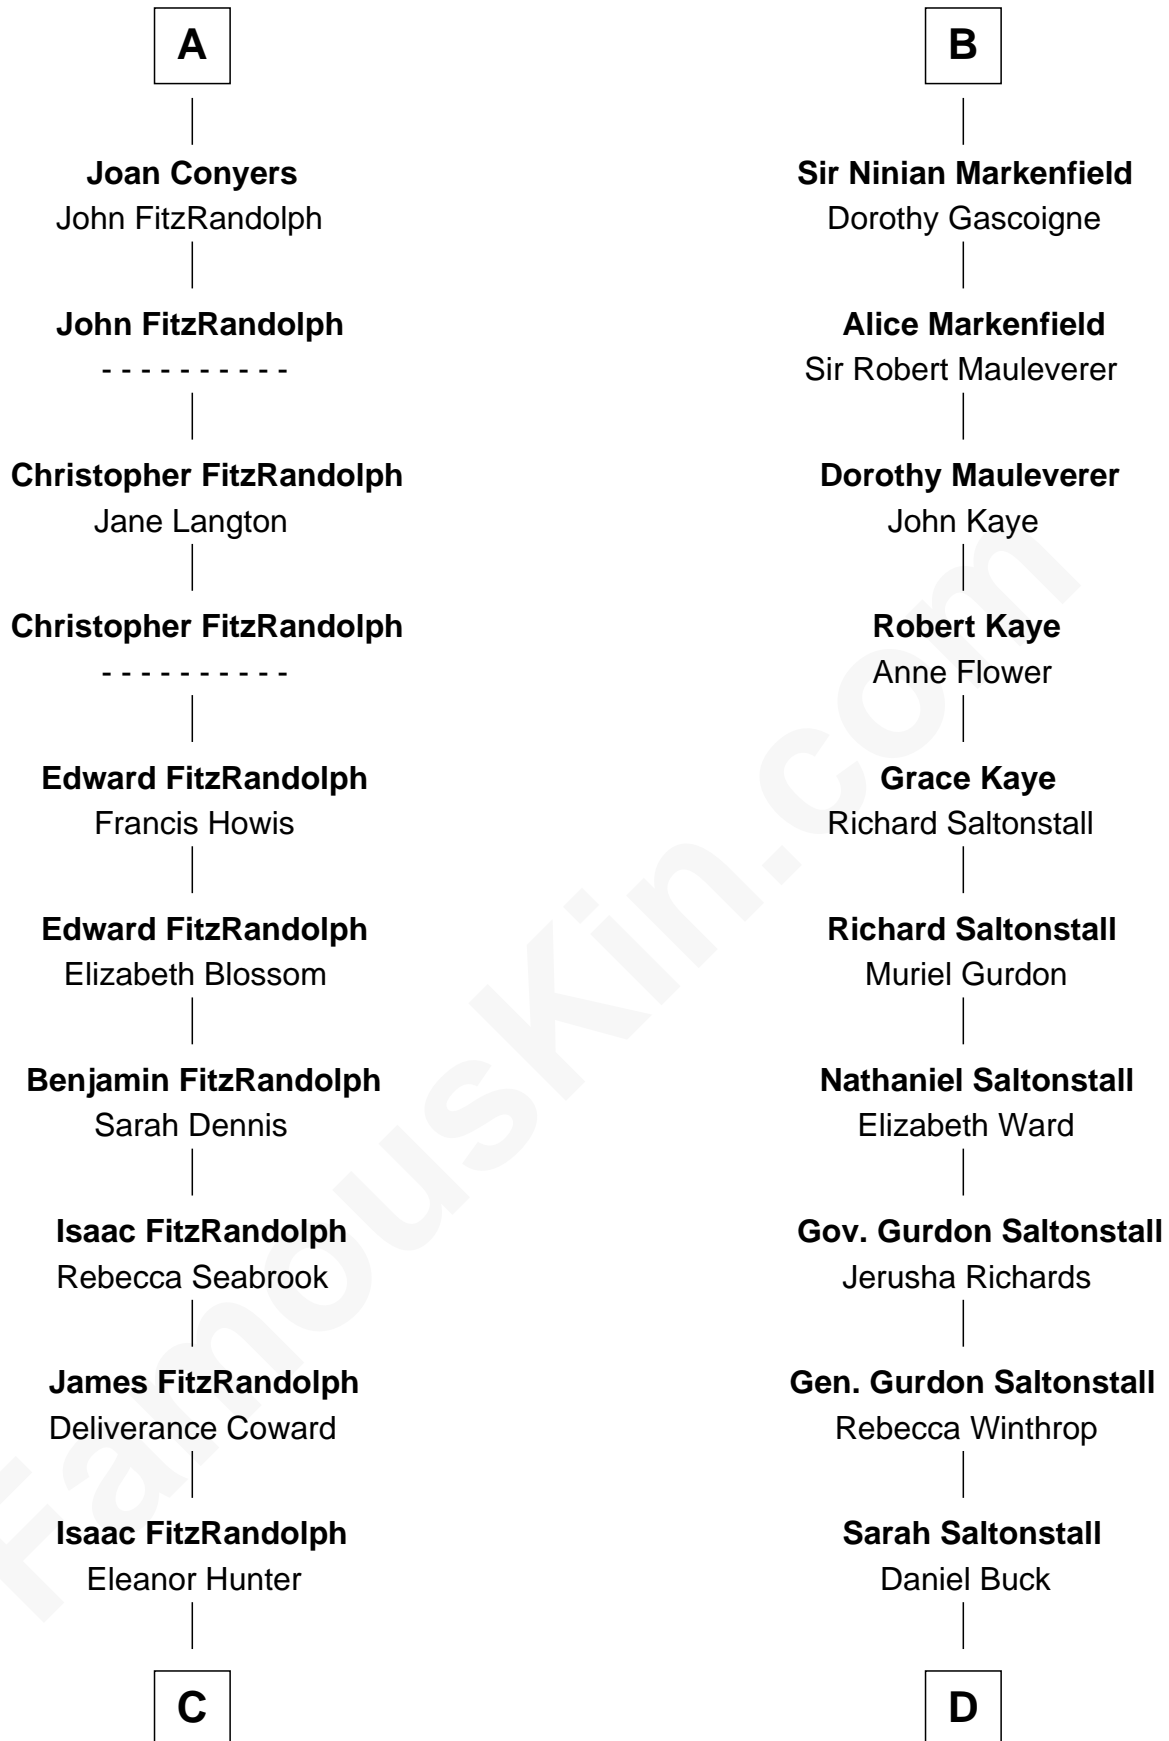 A
Joan Conyers
John FitzRandolph
John FitzRandolph
- - - - - - - - - -
Christopher FitzRandolph
Jane Langton
Christopher FitzRandolph
- - - - - - - - - -
Edward FitzRandolph
Francis Howis
Edward FitzRandolph
Elizabeth Blossom
Benjamin FitzRandolph
Sarah Dennis
Isaac FitzRandolph
Rebecca Seabrook
James FitzRandolph
Deliverance Coward
Isaac FitzRandolph
Eleanor Hunter
C
B
Sir Ninian Markenfield
Dorothy Gascoigne
Alice Markenfield
Sir Robert Mauleverer
Dorothy Mauleverer
John Kaye
Robert Kaye
Anne Flower
Grace Kaye
Richard Saltonstall
Richard Saltonstall
Muriel Gurdon
Nathaniel Saltonstall
Elizabeth Ward
Gov. Gurdon Saltonstall
Jerusha Richards
Gen. Gurdon Saltonstall
Rebecca Winthrop
Sarah Saltonstall
Daniel Buck
D
FamousKin.com